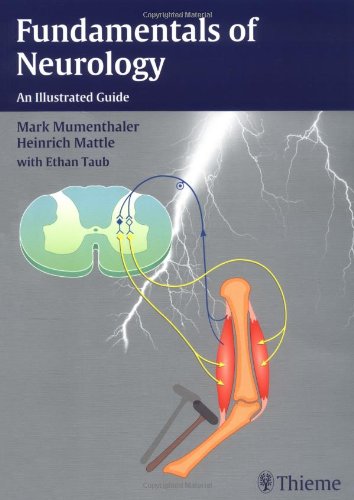 Fundamentals of
Neurology
An Illustrated Guide
Mark Mumenthaler
Heinrich Mattle
with Ethan Taub
Thieme